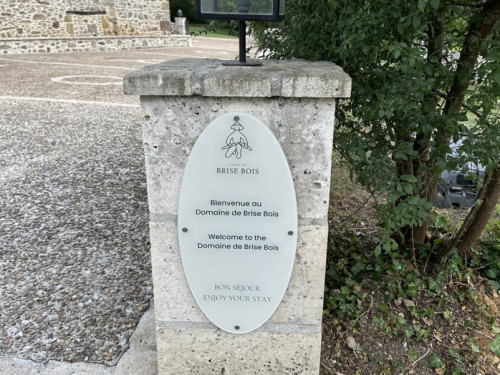 BRISE BOIS
Bienvenue au
Domaine de Brise Bois
Welcome to the
Domaine de Brise Bois
BON SÉJOUR
ENJOY YOUR STAY